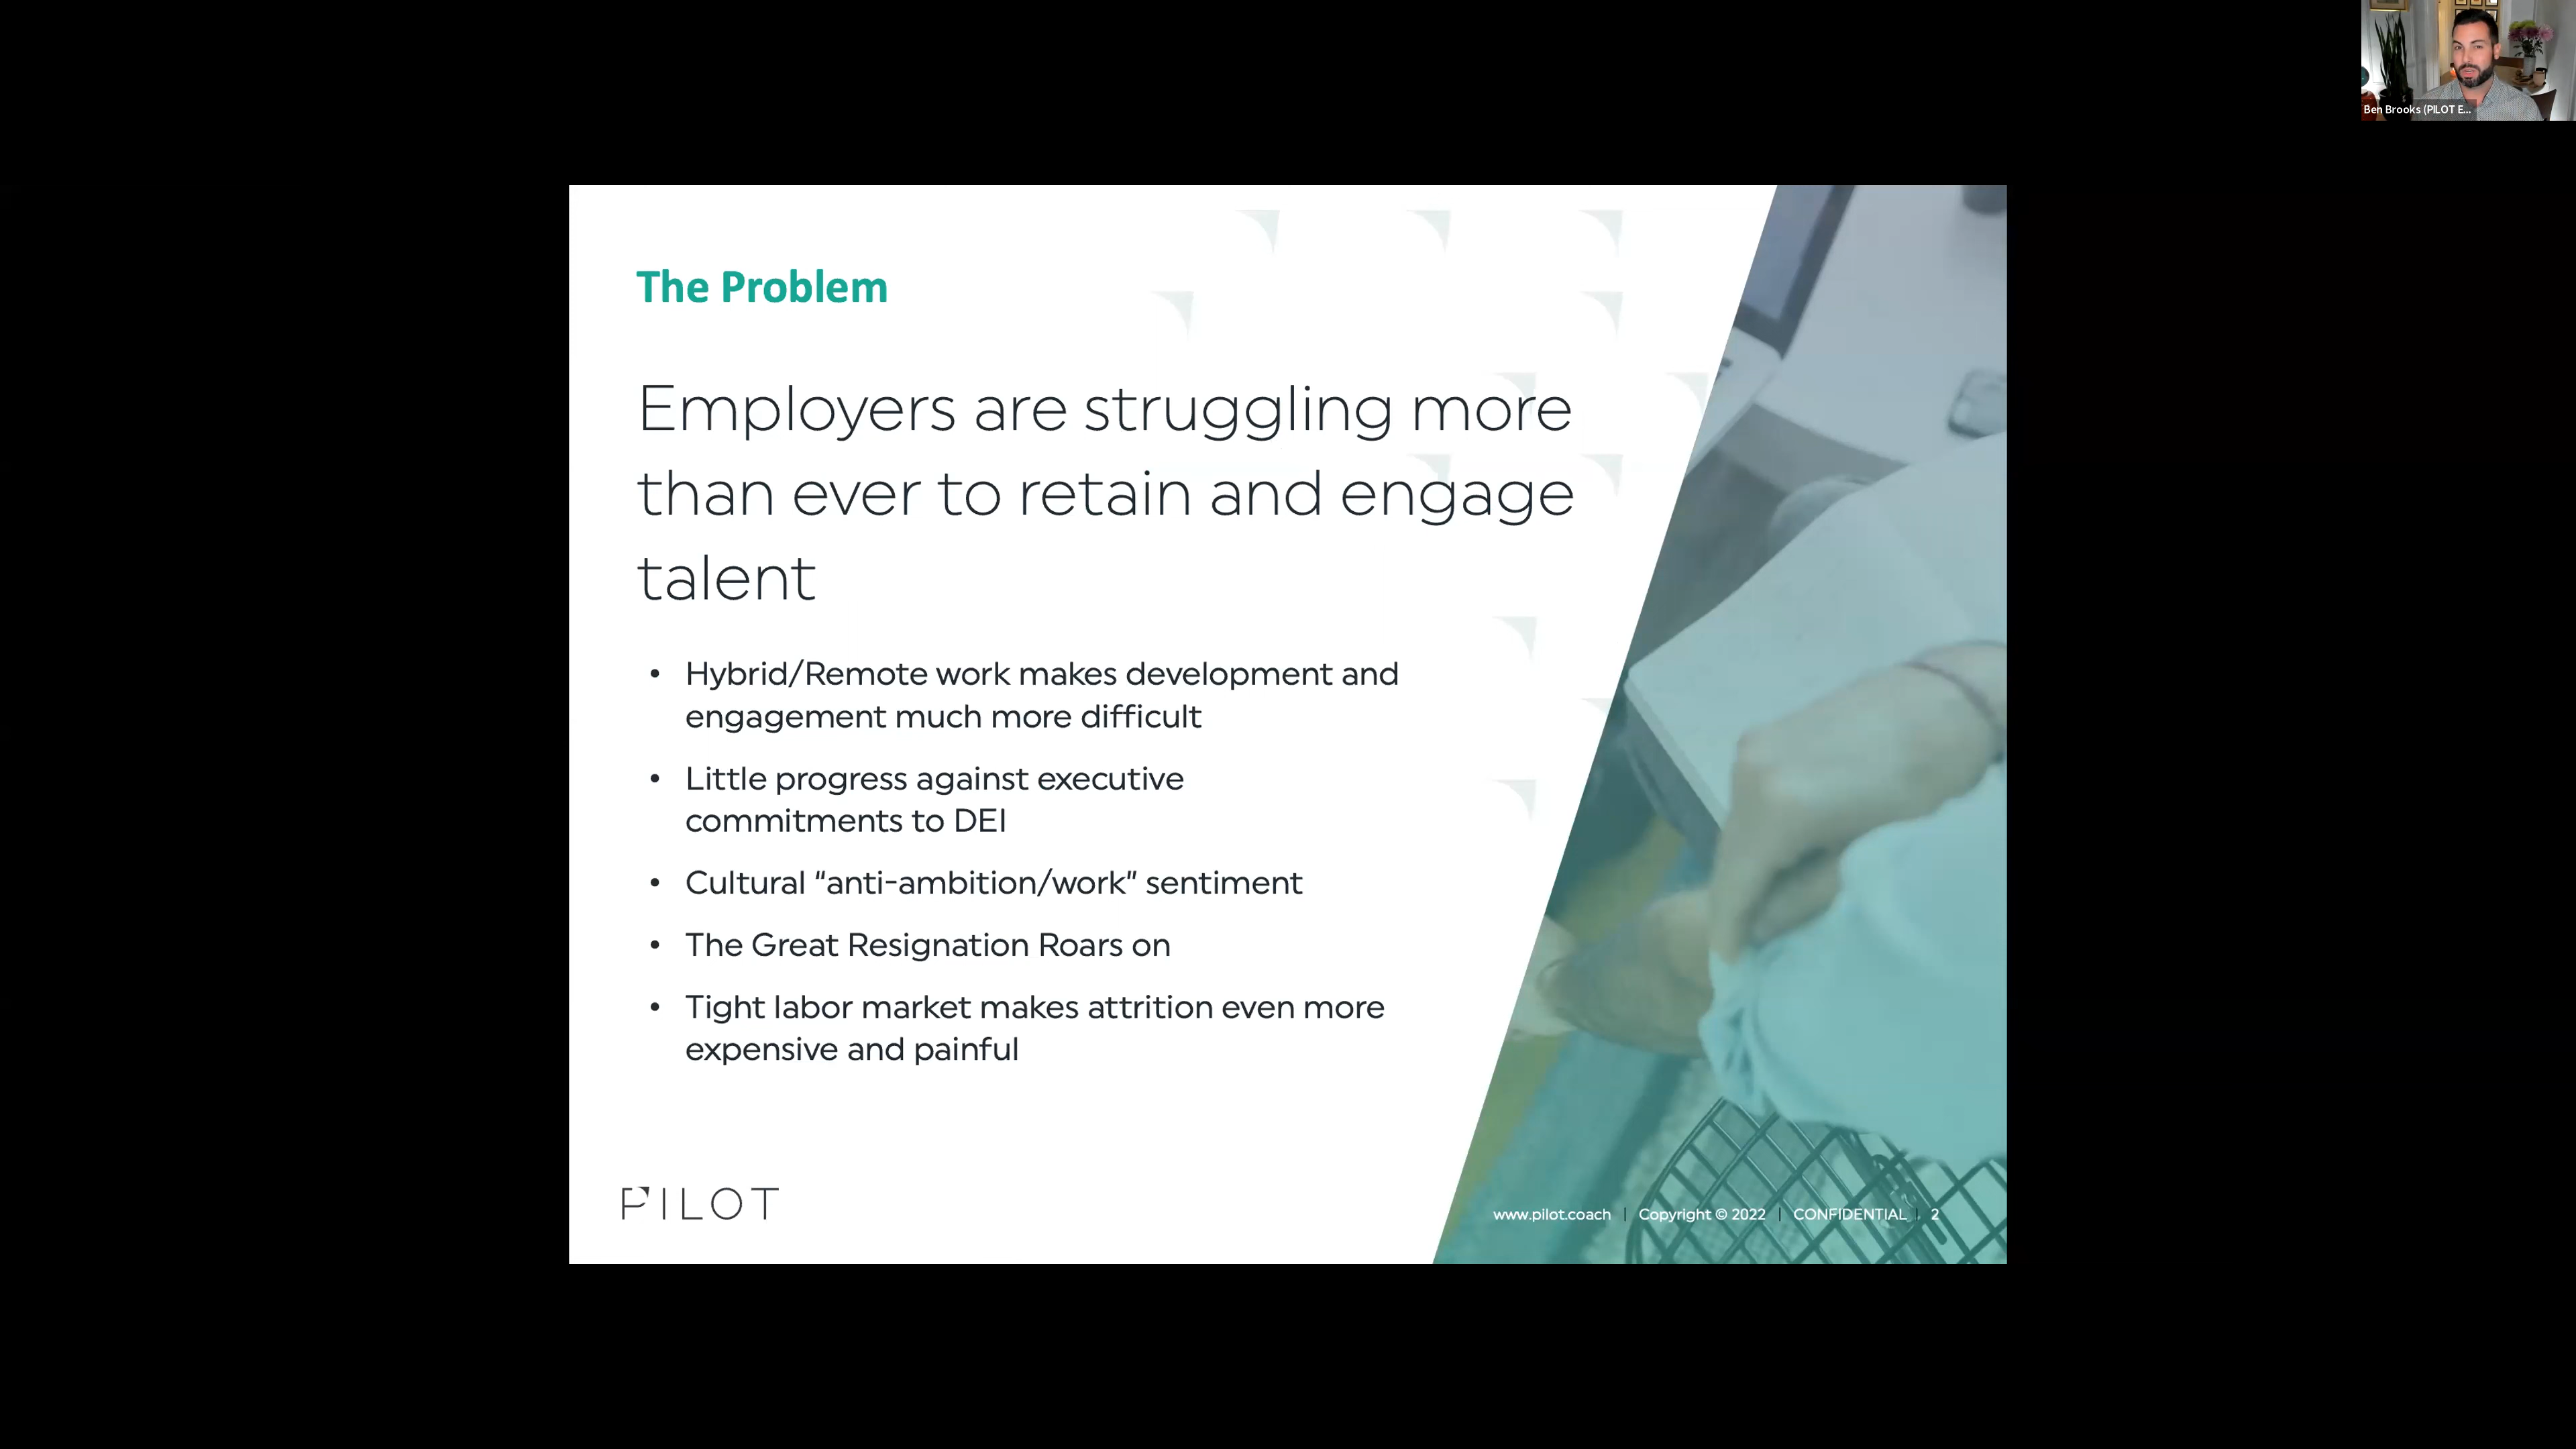 Ben Brooks (PILOT E...
The Problem
Employers are struggling more
than ever to retain and engage
talent
• Hybrid/Remote work makes development and
engagement much more difficult
• Little progress against executive
commitments to DEI
• Cultural “anti-ambition/work” sentiment
• The Great Resignation Roars on
• Tight labor market makes attrition even more
expensive and painful
PILOT
www.pilot.coach | Copyright © 2022 | CONFIDENTIAL | 2